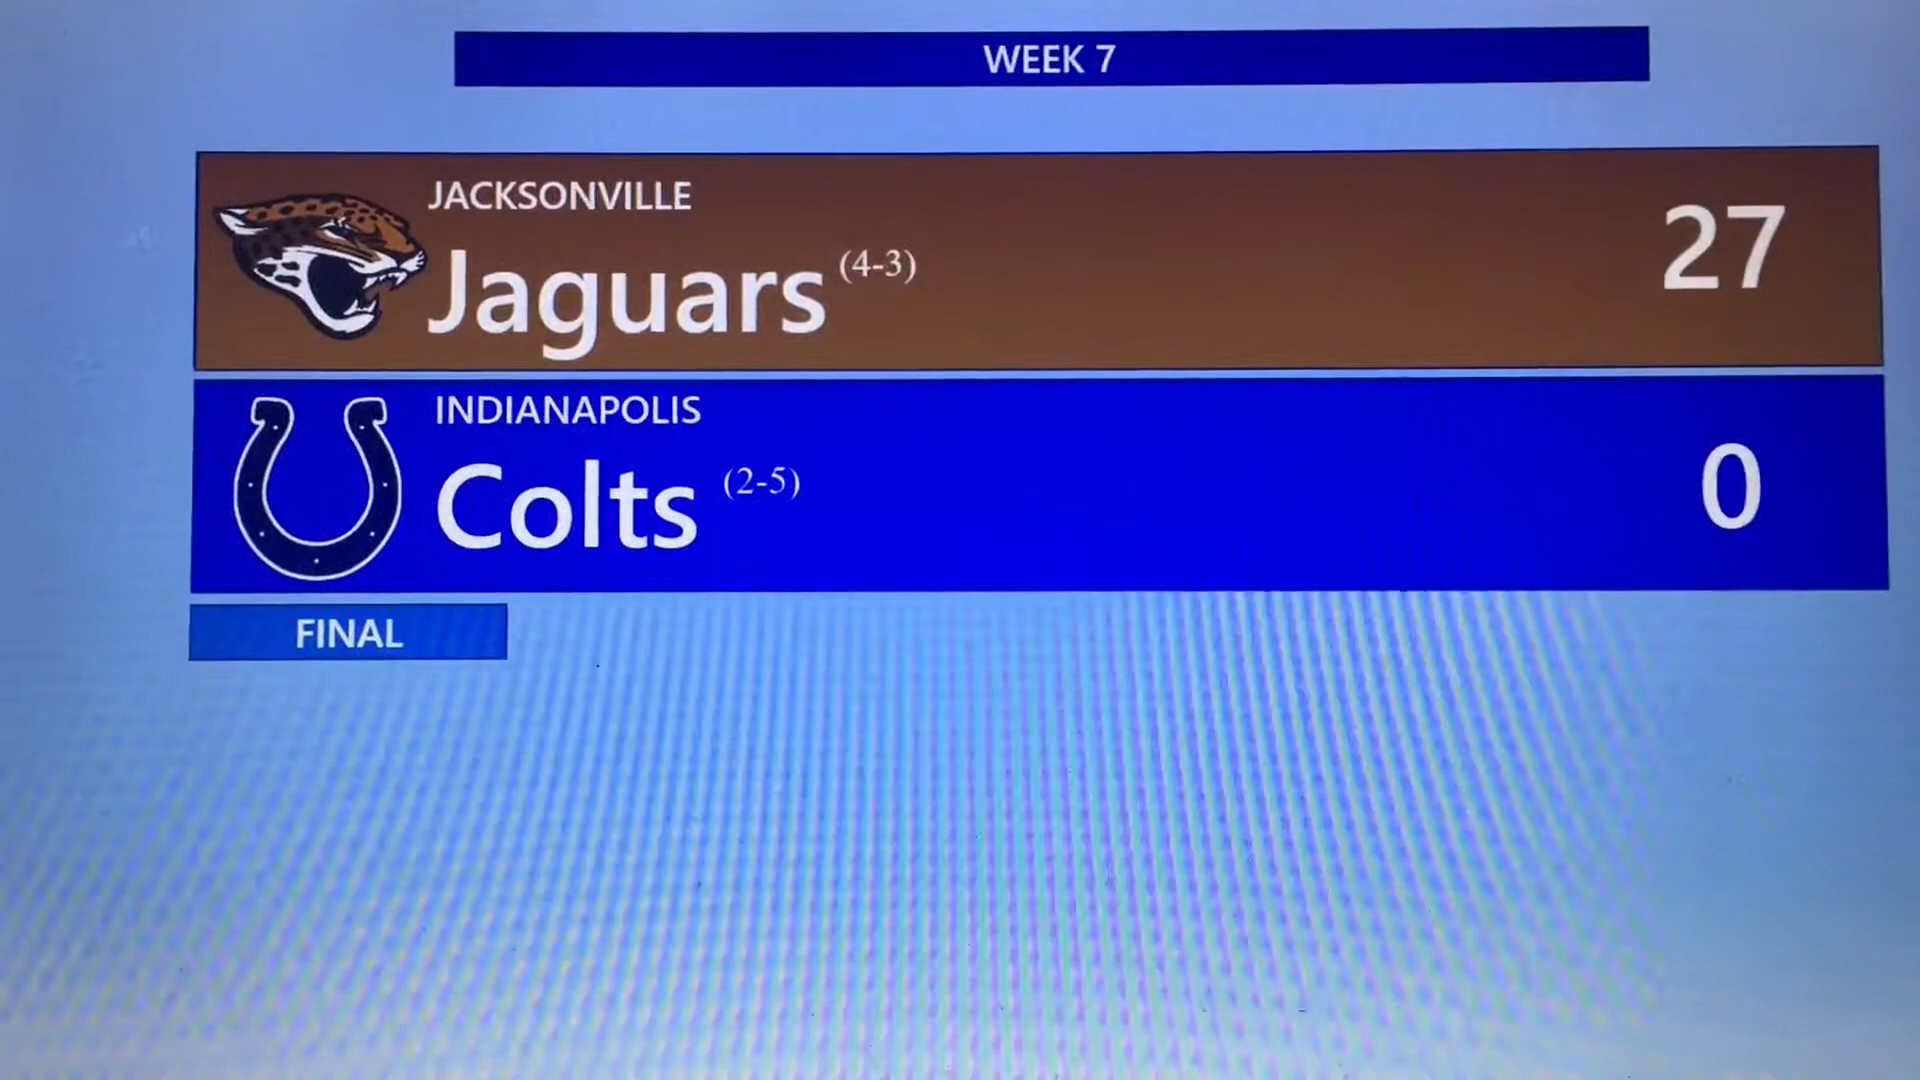 WEEK 7
JACKSONVILLE
Jaguars (4-3)
27
INDIANAPOLIS
Colts (2-5)
0
FINAL